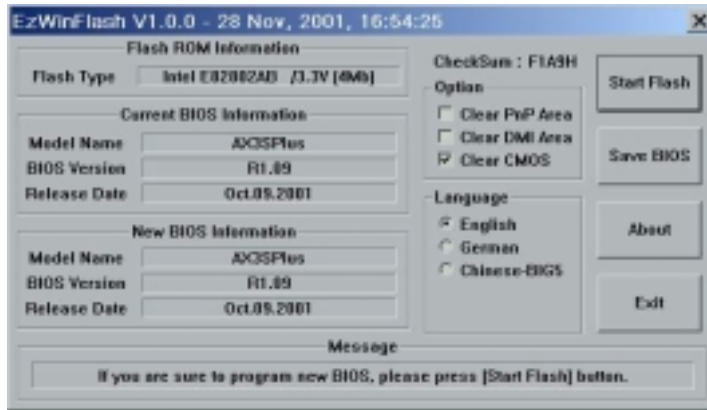 EzWinFlash V1.0.0 - 28 Nov, 2001, 16:54:25
Flash ROM Information
Flash Type Intel E82802AB /3.3V (4Mb)
Current BIOS Information
Model Name AX3SPlus
BIOS Version R1.09
Release Date Oct.09.2001
New BIOS Information
Model Name AX3SPlus
BIOS Version R1.09
Release Date Oct.09.2001
CheckSum : F1A9H
Option
Clear PnP Area
Clear DMI Area
Clear CMOS
Language
English
German
Chinese-BIG5
Start Flash
Save BIOS
About
Exit
Message
If you are sure to program new BIOS, please press [Start Flash] button.